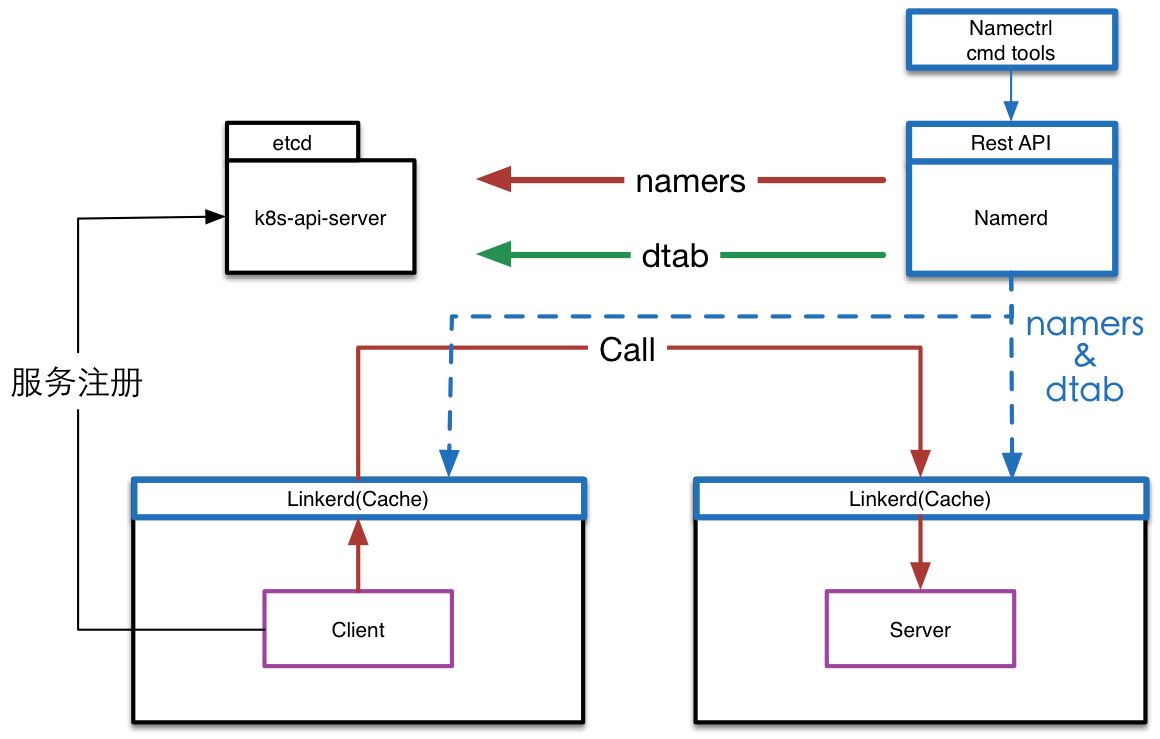 Namectrl
cmd tools
etcd
Rest API
namers
k8s-api-server
Namerd
dtab
namers
&
dtab
Call
服务注册
Linkerd(Cache)
Linkerd(Cache)
Client
Server